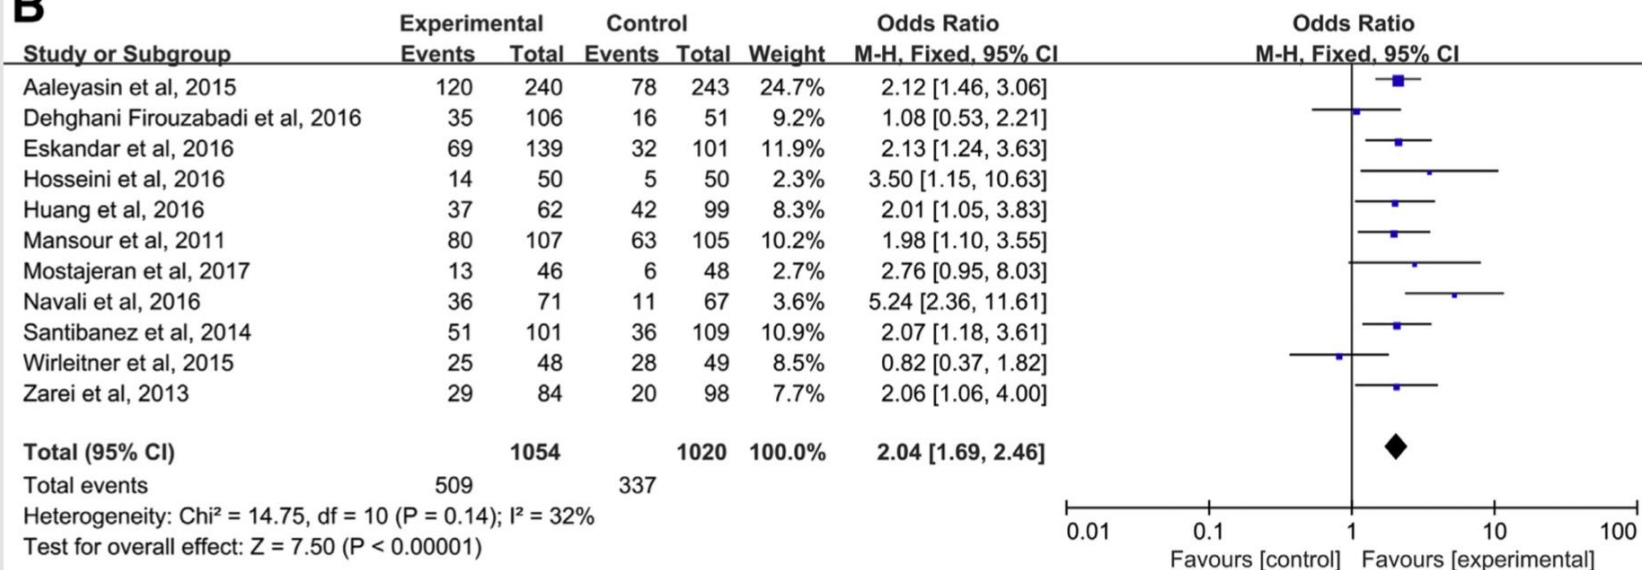 B
Experimental Control Odds Ratio Odds Ratio
Study or Subgroup Events Total Events Total Weight M-H, Fixed, 95% CI M-H, Fixed, 95% CI
Aaleyasin et al, 2015 120 240 78 243 24.7% 2.12 [1.46, 3.06]
Dehghani Firouzabadi et al, 2016 35 106 16 51 9.2% 1.08 [0.53, 2.21]
Eskandar et al, 2016 69 139 32 101 11.9% 2.13 [1.24, 3.63]
Hosseini et al, 2016 14 50 5 50 2.3% 3.50 [1.15, 10.63]
Huang et al, 2016 37 62 42 99 8.3% 2.01 [1.05, 3.83]
Mansour et al, 2011 80 107 63 105 10.2% 1.98 [1.10, 3.55]
Mostajeran et al, 2017 13 46 6 48 2.7% 2.76 [0.95, 8.03]
Navali et al, 2016 36 71 11 67 3.6% 5.24 [2.36, 11.61]
Santibanez et al, 2014 51 101 36 109 10.9% 2.07 [1.18, 3.61]
Wirleitner et al, 2015 25 48 28 49 8.5% 0.82 [0.37, 1.82]
Zarei et al, 2013 29 84 20 98 7.7% 2.06 [1.06, 4.00]
Total (95% CI) 1054 1020 100.0% 2.04 [1.69, 2.46]
Total events 509 337
Heterogeneity: Chi² = 14.75, df = 10 (P = 0.14); I² = 32%
Test for overall effect: Z = 7.50 (P < 0.00001)
0.01 0.1 1 10 100
Favours [control] Favours [experimental]